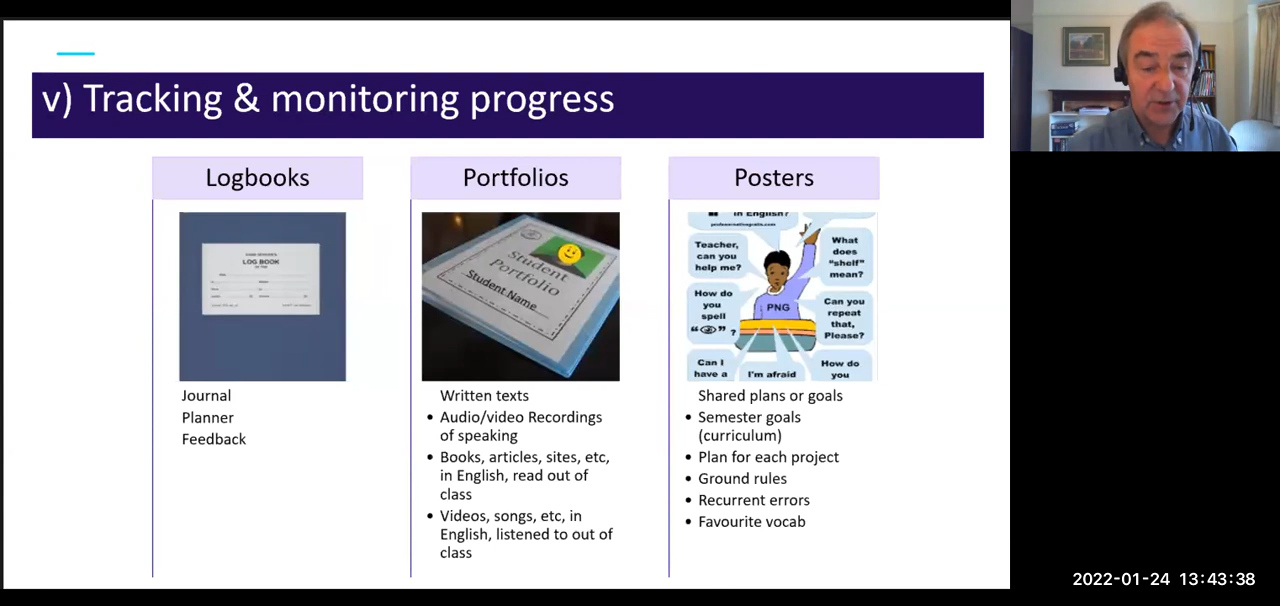 v) Tracking & monitoring progress
Logbooks
LOG BOOK
Journal
Planner
Feedback
Portfolios
Student
Portfolio
Student Name
Written texts
• Audio/video Recordings
of speaking
• Books, articles, sites, etc,
in English, read out of
class
• Videos, songs, etc, in
English, listened to out of
class
Posters
in English?
Teacher,
can you
help me?
What
does
"shelf"
mean?
How do
you
spell
" " ?
PNG
Can you
repeat
that,
Please?
Can I
have a
I'm afraid
How do
you
Shared plans or goals
• Semester goals
(curriculum)
• Plan for each project
• Ground rules
• Recurrent errors
• Favourite vocab
2022-01-24 13:43:38